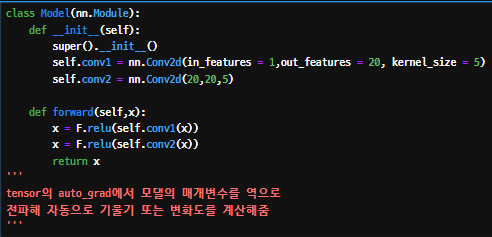 class Model(nn.Module):
    def __init__(self):
        super().__init__()
        self.conv1 = nn.Conv2d(in_features = 1,out_features = 20, kernel_size = 5)
        self.conv2 = nn.Conv2d(20,20,5)

    def forward(self,x):
        x = F.relu(self.conv1(x))
        x = F.relu(self.conv2(x))
        return x
'''
tensor의 auto_grad에서 모델의 매개변수를 역으로
전파해 자동으로 기울기 또는 변화도를 계산해줌
'''